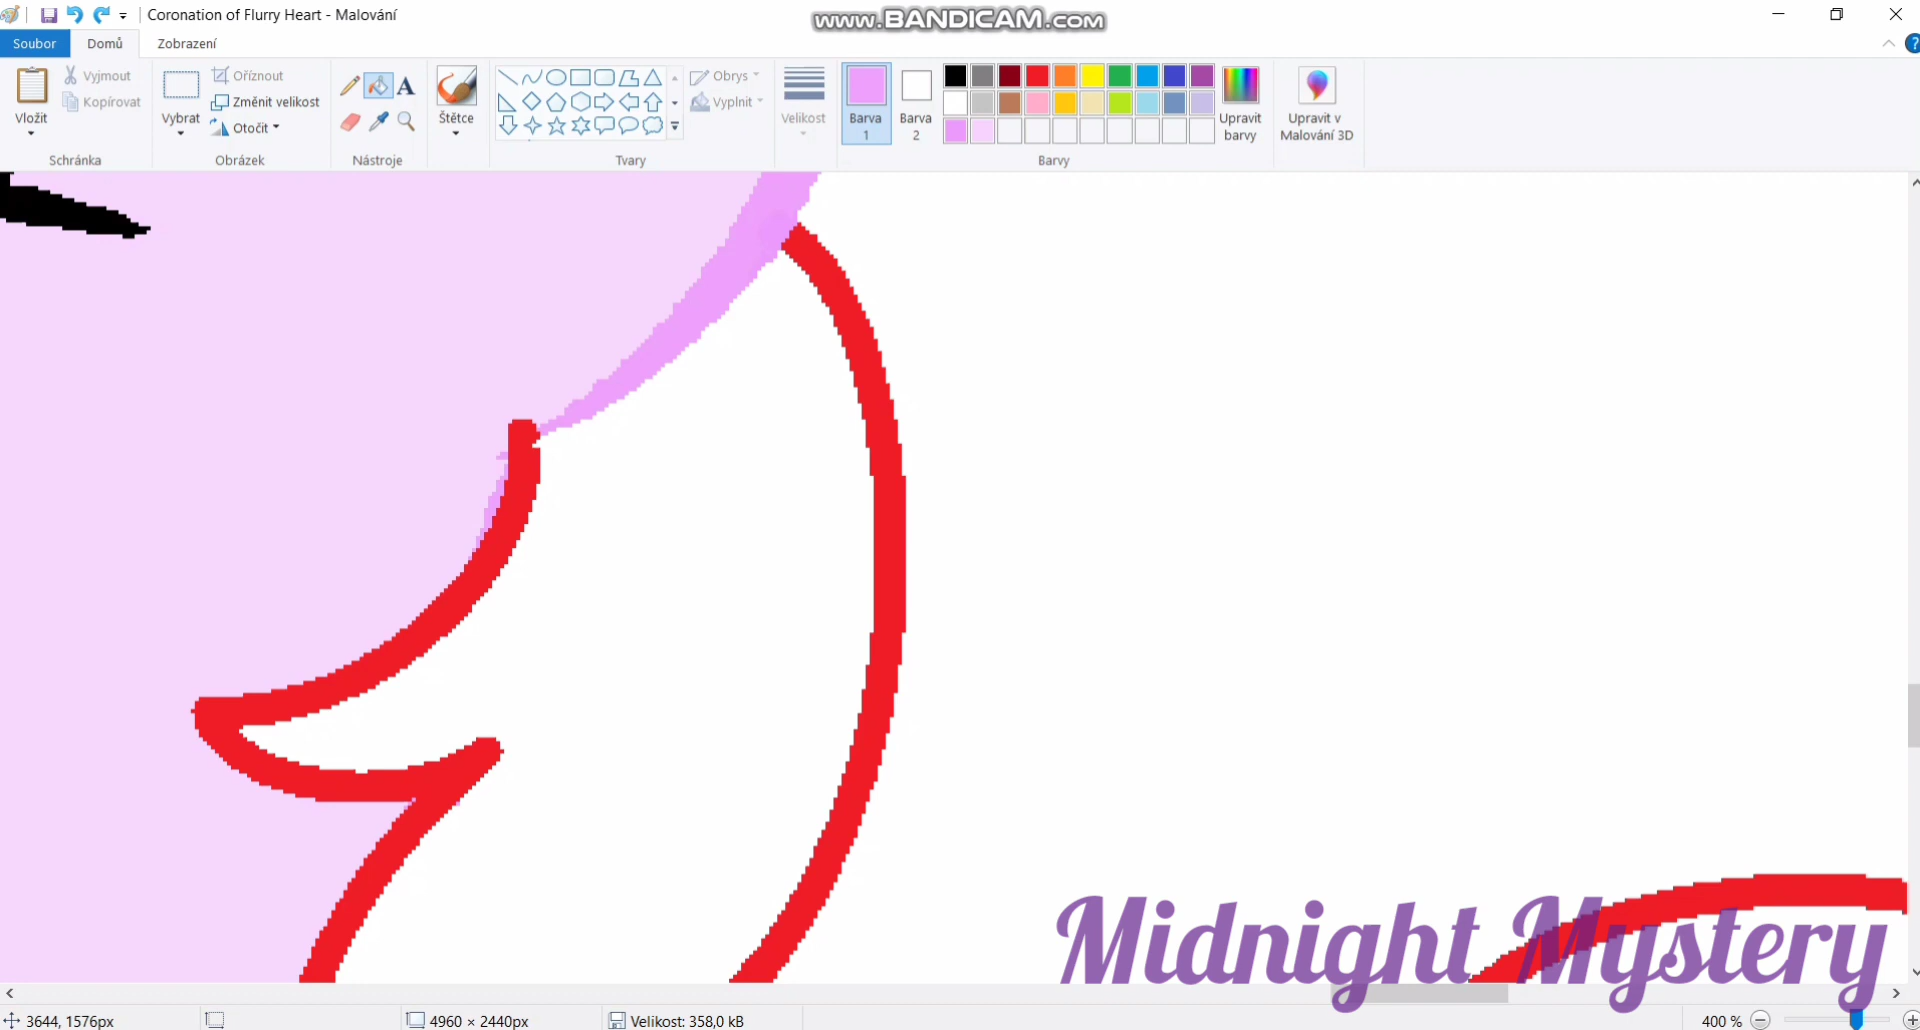 Coronation of Flurry Heart - Malování
www.BANDICAM.com
Soubor
Domů
Zobrazení
?
Vložit
Vyjmout
Kopírovat
Schránka
Vybrat
Oříznout
Změnit velikost
Otočit
Obrázek
A
Nástroje
Štětce
Tvary
Obrys
Vyplnit
Velikost
Barva
1
Barva
2
Upravit
barvy
Barvy
Upravit v
Malování 3D
Midnight Mystery
3644, 1576px
4960 × 2440px
Velikost: 358,0 kB
400 %